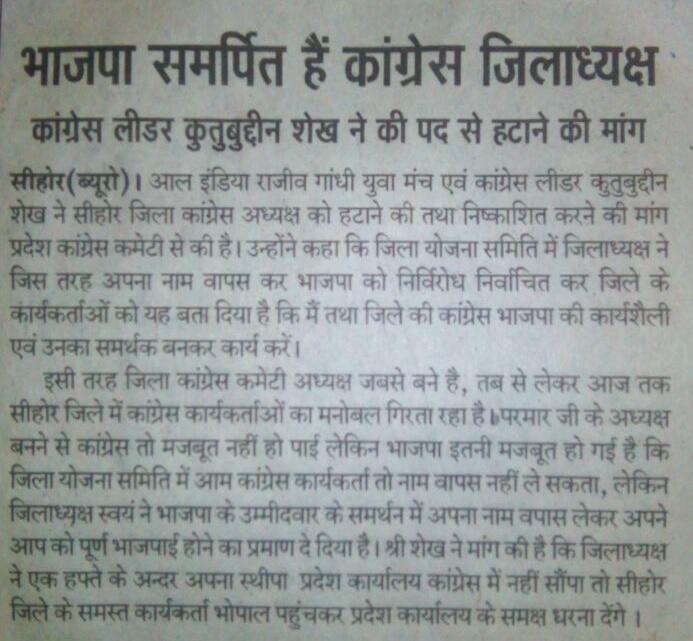 भाजपा समर्पित हैं कांग्रेस जिलाध्यक्ष
कांग्रेस लीडर कुतुबुद्दीन शेख ने की पद से हटाने की मांग
सीहोर(ब्यूरो)। आल इंडिया राजीव गांधी युवा मंच एवं कांग्रेस लीडर कुतुबुद्दीन
शेख ने सीहोर जिला कांग्रेस अध्यक्ष को हटाने की तथा निष्काशित करने की मांग
प्रदेश कांग्रेस कमेटी से की है। उन्होंने कहा कि जिला योजना समिति में जिलाध्यक्ष ने
जिस तरह अपना नाम वापस कर भाजपा को निर्विरोध निर्वाचित कर जिले के
कार्यकर्ताओं को यह बता दिया है कि मैं तथा जिले की कांग्रेस भाजपा की कार्यशैली
एवं उनका समर्थक बनकर कार्य करें।
इसी तरह जिला कांग्रेस कमेटी अध्यक्ष जबसे बने है, तब से लेकर आज तक
सीहोर जिले में कांग्रेस कार्यकर्ताओं का मनोबल गिरता रहा है। परमार जी के अध्यक्ष
बनने से कांग्रेस तो मजबूत नहीं हो पाई लेकिन भाजपा इतनी मजबूत हो गई है कि
जिला योजना समिति में आम कांग्रेस कार्यकर्ता तो नाम वापस नहीं ले सकता, लेकिन
जिलाध्यक्ष स्वयं ने भाजपा के उम्मीदवार के समर्थन में अपना नाम वपास लेकर अपने
आप को पूर्ण भाजपाई होने का प्रमाण दे दिया है। श्री शेख ने मांग की है कि जिलाध्यक्ष
ने एक हफ्ते के अन्दर अपना स्थीपा प्रदेश कार्यालय कांग्रेस में नहीं सौंपा तो सीहोर
जिले के समस्त कार्यकर्ता भोपाल पहुंचकर प्रदेश कार्यालय के समक्ष धरना देंगे ।